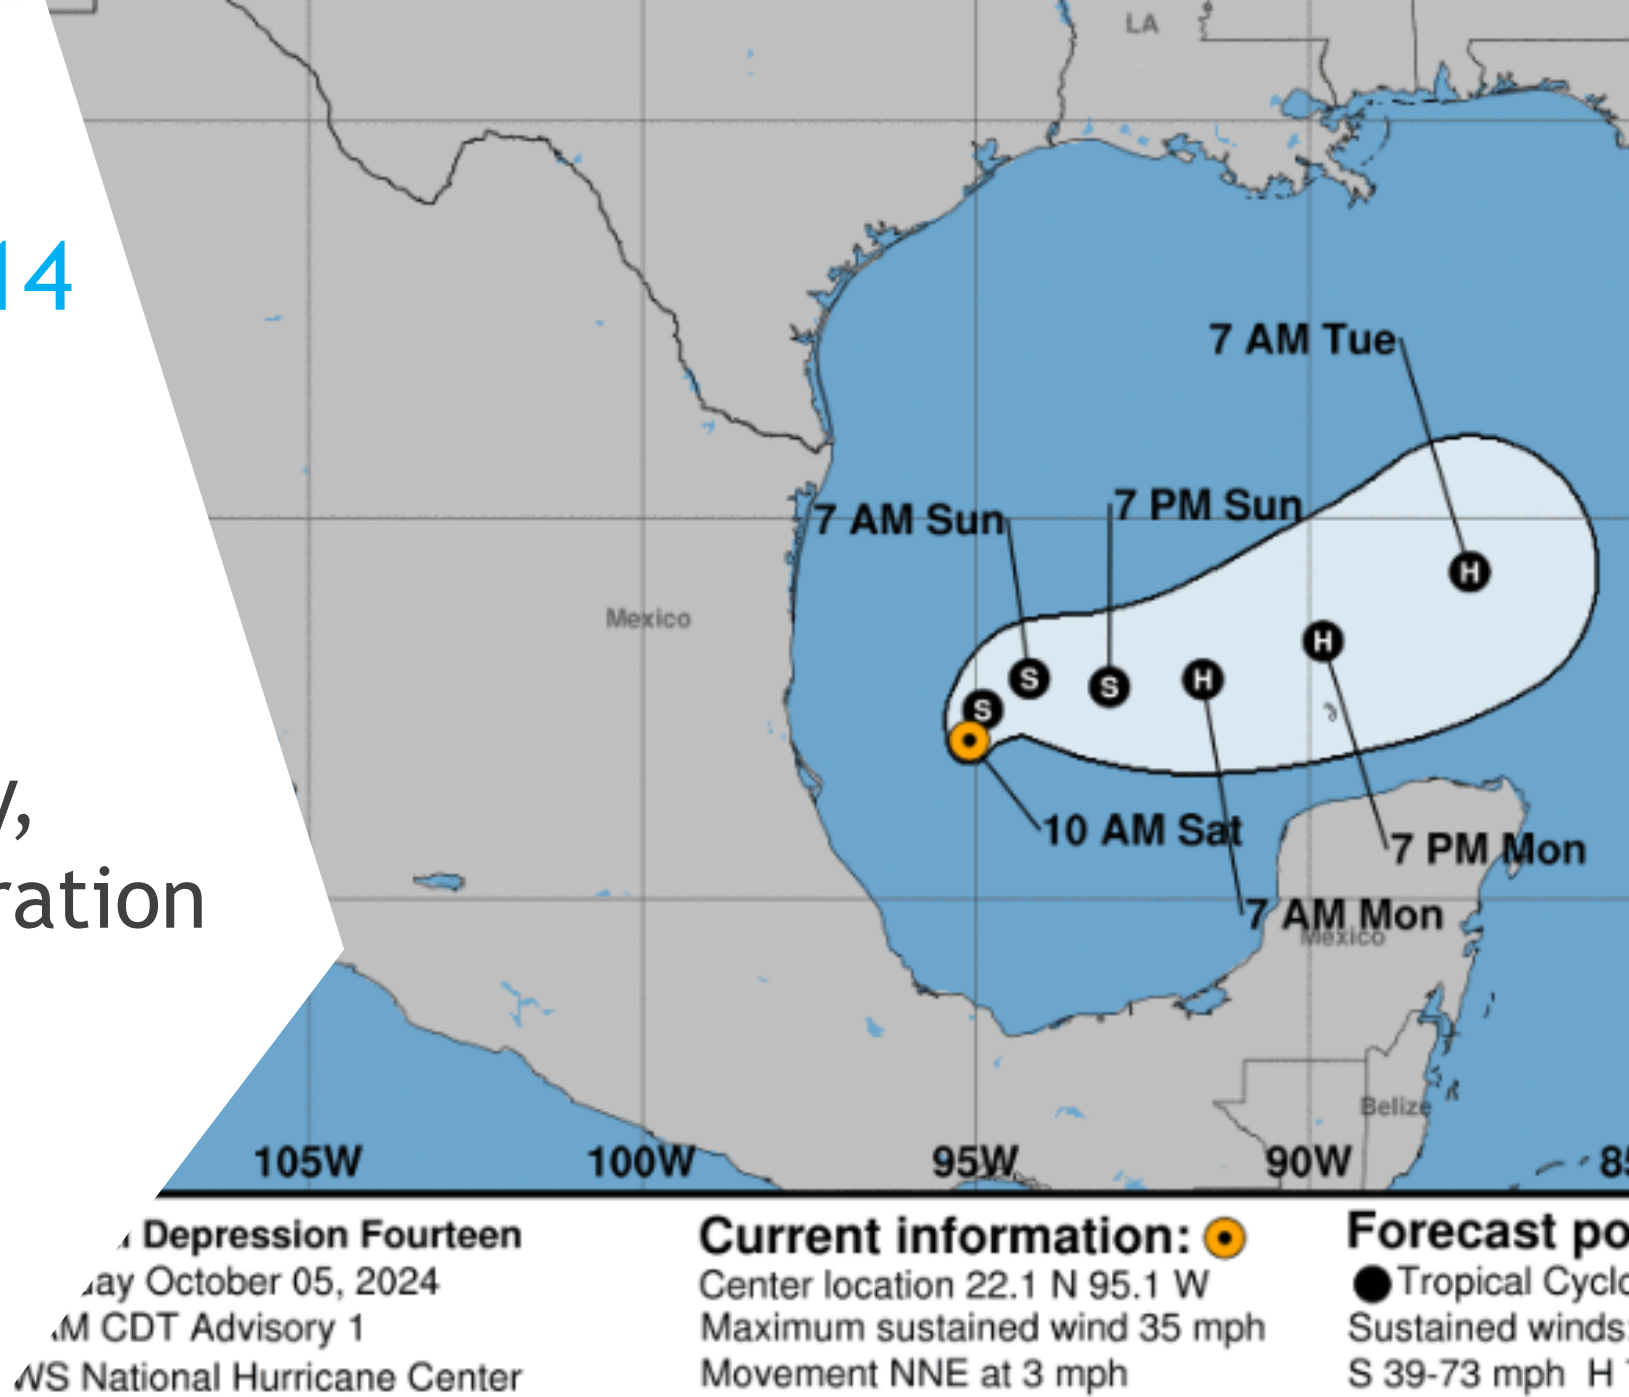 LA
14
7 AM Tue
7 PM Sun
7 AM Sun
H
Mexico
H
S
S
H
S
10 AM Sat
7 PM Mon
7 AM Mon
Mexico
Belize
105W
100W
95W
90W
Depression Fourteen
October 05, 2024
CDT Advisory 1
National Hurricane Center
Current information:
Center location 22.1 N 95.1 W
Maximum sustained wind 35 mph
Movement NNE at 3 mph
Forecast
Tropical
Sustained winds:
S 39-73 mph H